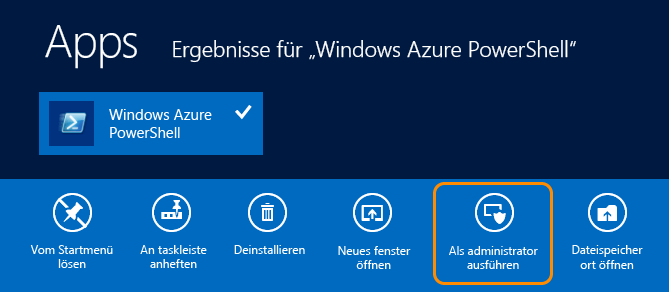 Apps Ergebnisse für „Windows Azure PowerShell“
Windows Azure
PowerShell
Vom Startmenü
lösen
An taskleiste
anheften
Deinstallieren
Neues fenster
öffnen
Als administrator
ausführen
Dateispeicher
ort öffnen